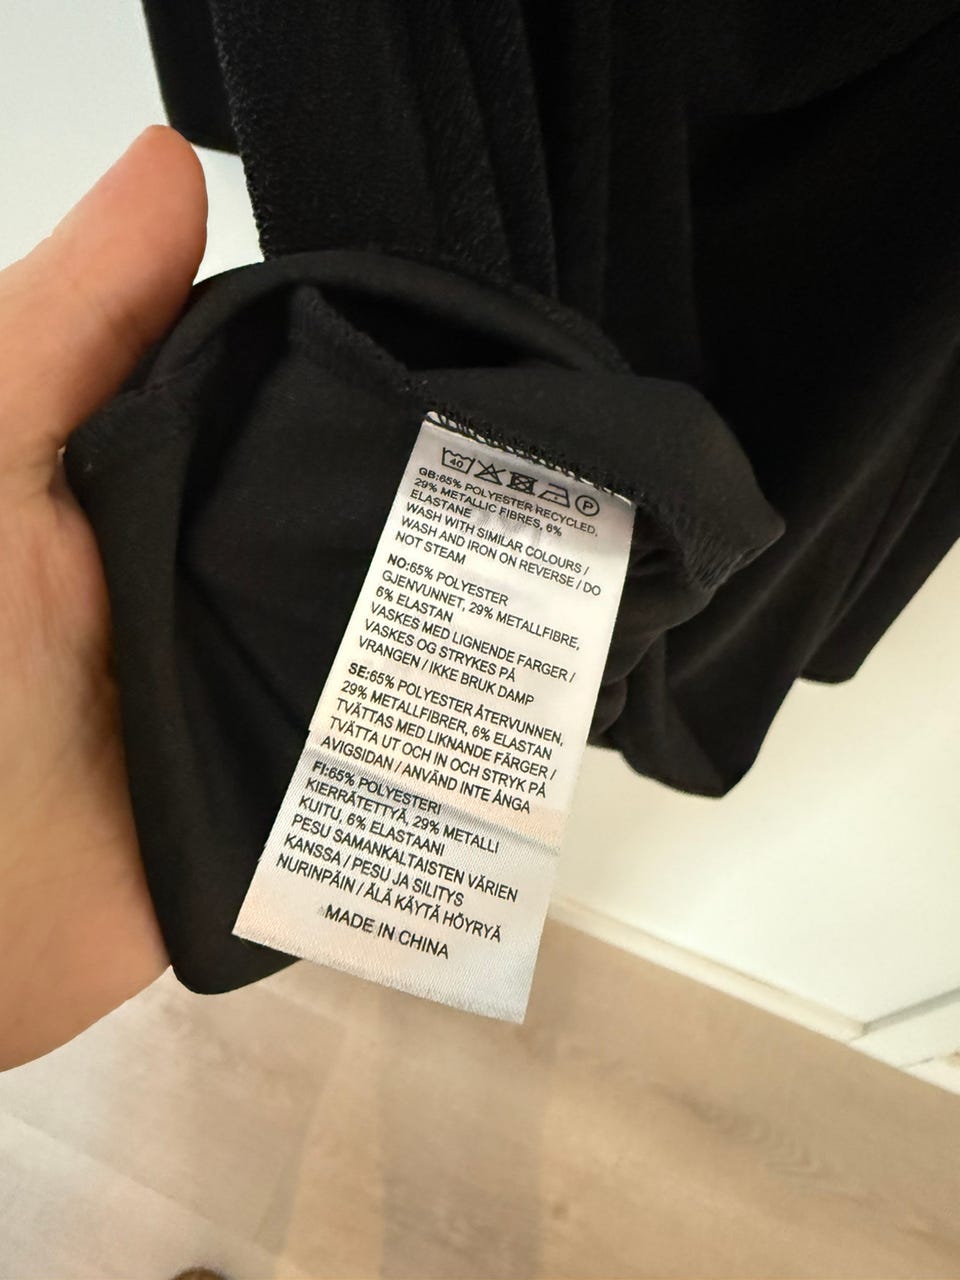 40 P
GB:65% POLYESTER RECYCLED,
29% METALLIC FIBRES, 6%
ELASTANE
WASH WITH SIMILAR COLOURS /
WASH AND IRON ON REVERSE / DO
NOT STEAM
NO:65% POLYESTER
GJENVUNNET, 29% METALLFIBRE,
6% ELASTAN
VASKES MED LIGNENDE FARGER /
VASKES OG STRYKES PÅ
VRANGEN / IKKE BRUK DAMP
SE:65% POLYESTER ÅTERVUNNEN,
29% METALLFIBRER, 6% ELASTAN
TVÄTTAS MED LIKNANDE FÄRGER /
TVÄTTA UT OCH IN OCH STRYK PÅ
AVIGSIDAN / ANVÄND INTE ÅNGA
FI:65% POLYESTERI
KIERRÄTETTYÄ, 29% METALLI
KUITU, 6% ELASTAANI
PESU SAMANKALTAISTEN VÄRIEN
KANSSA / PESU JA SILITYS
NURINPÄIN / ÄLÄ KÄYTÄ HÖYRYÄ
MADE IN CHINA